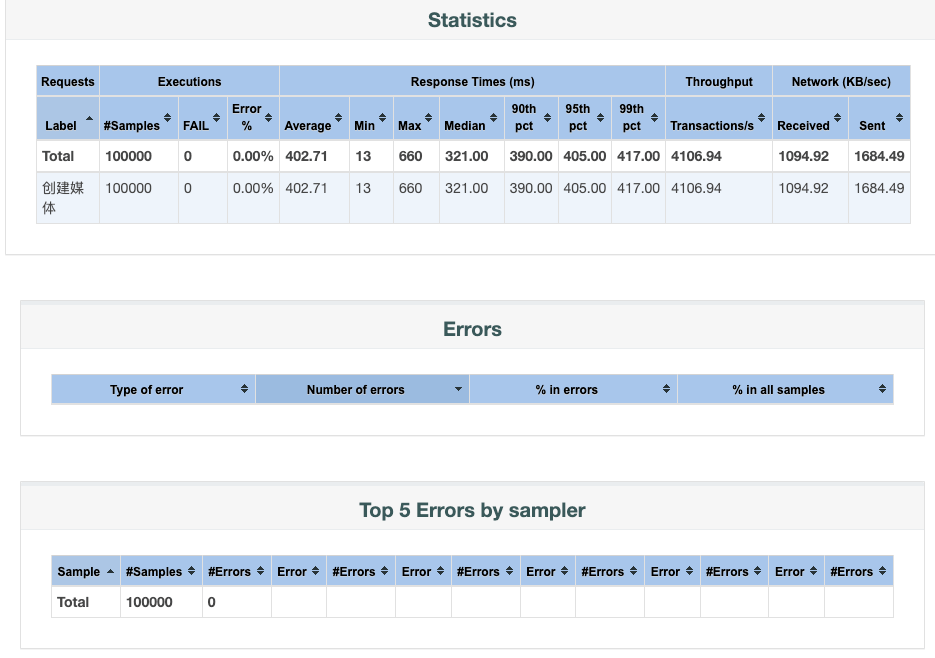 Statistics
Requests Executions Response Times (ms) Throughput Network (KB/sec)
Label #Samples FAIL Error % Average Min Max Median 90th pct 95th pct 99th pct Transactions/s Received Sent
Total 100000 0 0.00% 402.71 13 660 321.00 390.00 405.00 417.00 4106.94 1094.92 1684.49
创建媒体 100000 0 0.00% 402.71 13 660 321.00 390.00 405.00 417.00 4106.94 1094.92 1684.49
Errors
Type of error Number of errors % in errors % in all samples
Top 5 Errors by sampler
Sample #Samples #Errors Error #Errors Error #Errors Error #Errors Error #Errors Error #Errors
Total 100000 0